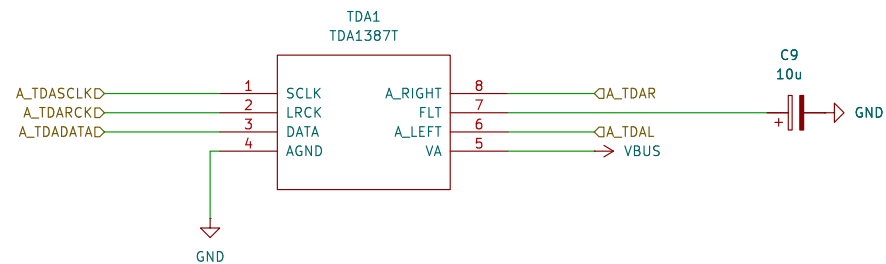 TDA1
TDA1387T
C9
10u
A_TDASCLK 1 SCLK A_RIGHT 8 A_TDAR
A_TDARCK 2 LRCK FLT 7 + GND
A_TDADATA 3 DATA A_LEFT 6 A_TDAL
4 AGND VA 5 VBUS
GND